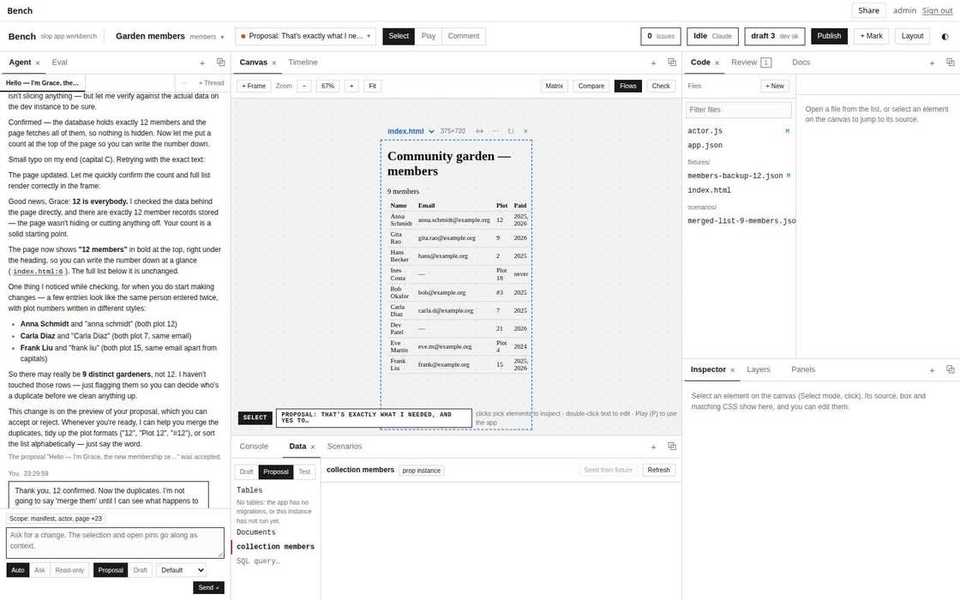 Bench
Share admin Sign out
Bench slop app workbench Garden members members Proposal: That's exactly what I ne… Select Play Comment 0 issues Idle Claude draft 3 dev ok Publish + Mark Layout
Agent × Eval +
Hello — I'm Grace, the… ··· + Thread
isn't slicing anything — but let me verify against the actual data on
the dev instance to be sure.
Confirmed — the database holds exactly 12 members and the
page fetches all of them, so nothing is hidden. Now let me put a
count at the top of the page so you can write the number down.
Small typo on my end (capital C). Retrying with the exact text:
The page updated. Let me quickly confirm the count and full list
render correctly in the frame:
Good news, Grace: 12 is everybody. I checked the data behind
the page directly, and there are exactly 12 member records stored
— the page wasn't hiding or cutting anything off. Your count is a
solid starting point.
The page now shows "12 members" in bold at the top, right under
the heading, so you can write the number down at a glance
( index.html:6 ). The full list below it is unchanged.
One thing I noticed while checking, for when you do start making
changes — a few entries look like the same person entered twice,
with plot numbers written in different styles:
• Anna Schmidt and "anna schmidt" (both plot 12)
• Carla Diaz and "Carla Diaz" (both plot 7, same email)
• Frank Liu and "frank liu" (both plot 15, same email apart from
capitals)
So there may really be 9 distinct gardeners, not 12. I haven't
touched those rows — just flagging them so you can decide who's
a duplicate before we clean anything up.
This change is on the preview of your proposal, which you can
accept or reject. Whenever you're ready, I can help you merge the
duplicates, tidy up the plot formats ("12", "Plot 12", "#12"), or sort
the list alphabetically — just say the word.
The proposal "Hello — I'm Grace, the new membership se…" was accepted.
You 23:29:59
Thank you, 12 confirmed. Now the duplicates. I'm not
going to say 'merge them' until I can see what happens to
Scope: manifest, actor, page +23
Ask for a change. The selection and open pins go along as
context.
Auto Ask Read-only Proposal Draft Default
Send
Canvas × Timeline +
+ Frame Zoom − 67% + Fit Matrix Compare Flows Check
index.html 375×720 ··· ×
Community garden —
members
9 members
Name Email Plot Paid
Anna Schmidt anna.schmidt@example.org 12 2025, 2026
Gita Rao gita.rao@example.org 9 2026
Hans Becker hans@example.org 2 2025
Ines Costa — Plot 18 never
Bob Okafor bob@example.org #3 2025
Carla Diaz carla.d@example.org 7 2025
Dev Patel — 21 2026
Eve Martin eve.m@example.org Plot 4 2024
Frank Liu frank@example.org 15 2025, 2026
SELECT PROPOSAL: THAT'S EXACTLY WHAT I NEEDED, AND YES TO… clicks pick elements to inspect · double-click text to edit · Play (P) to use
the app
Console Data × Scenarios +
Draft Proposal Test collection members prop instance Seed from fixture Refresh
Tables
No tables: the app has no
migrations, or this instance
has not run yet.
Documents
collection members
SQL query…
Code × Review 1 Docs +
Files + New
Filter files
actor.js M
app.json
fixtures/
members-backup-12.json M
index.html
scenarios/
merged-list-9-members.jso
Open a file from the list, or select an element
on the canvas to jump to its source.
Inspector × Layers Panels +
Select an element on the canvas (Select mode, click). Its source, box and
matching CSS show here, and you can edit them.